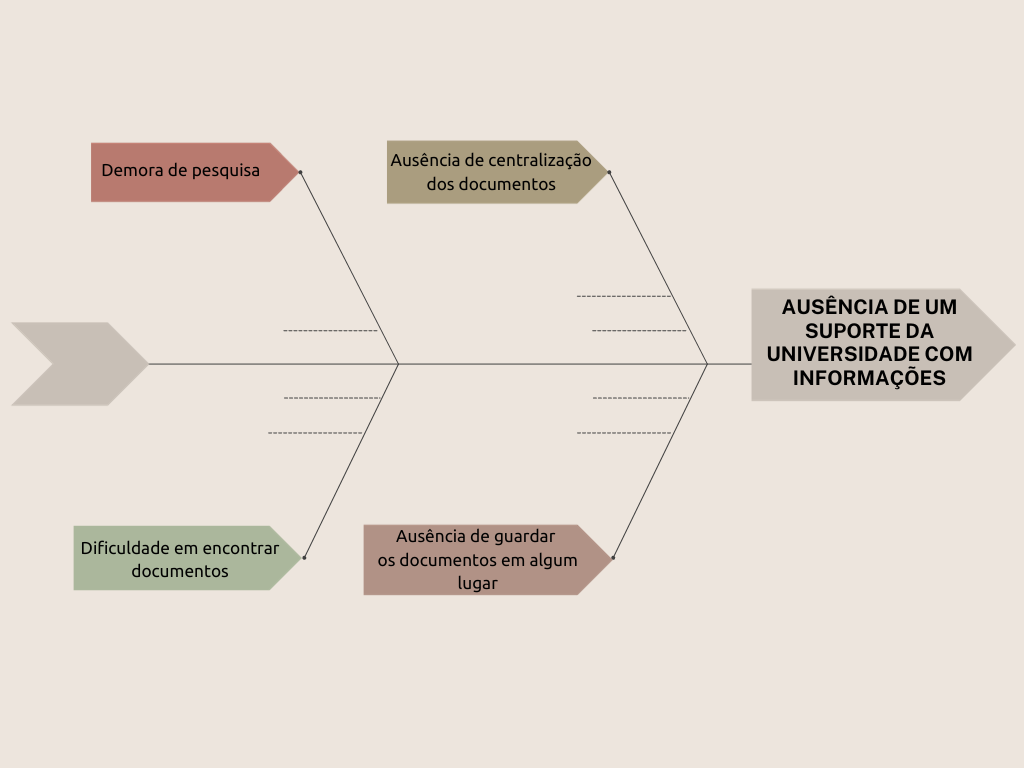 Demora de pesquisa
Ausência de centralização
dos documentos
AUSÊNCIA DE UM
SUPORTE DA
UNIVERSIDADE COM
INFORMAÇÕES
Dificuldade em encontrar
documentos
Ausência de guardar
os documentos em algum
lugar